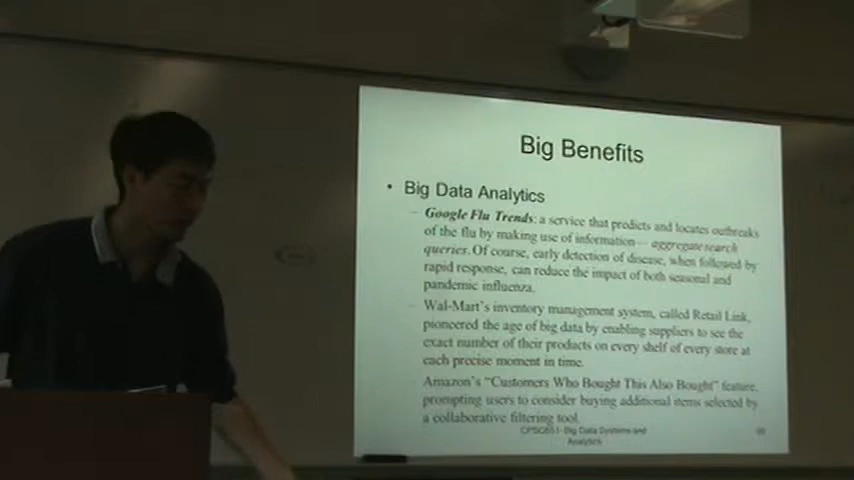 Big Benefits
• Big Data Analytics
– Google Flu Trends: a service that predicts and locates outbreaks
of the flu by making use of information— aggregate search
queries. Of course, early detection of disease, when followed by
rapid response, can reduce the impact of both seasonal and
pandemic influenza.
– Wal-Mart's inventory management system, called Retail Link,
pioneered the age of big data by enabling suppliers to see the
exact number of their products on every shelf of every store at
each precise moment in time.
Amazon's "Customers Who Bought This Also Bought" feature,
prompting users to consider buying additional items selected by
a collaborative filtering tool.
Big Data Systems and
Analytics